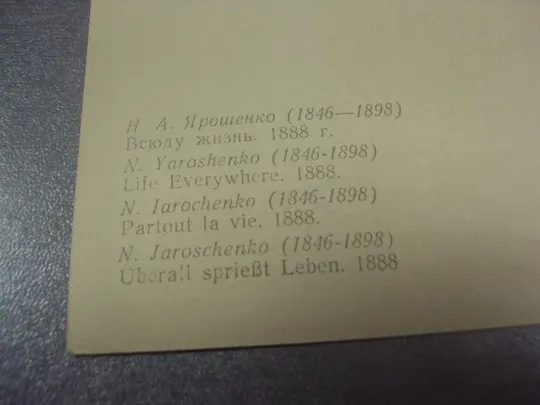 Н А. Ярошенко (1846—1898)
Всюду жизнь. 1888 г.
N. Yaroshenko (1846-1898)
Life Everywhere. 1888.
N. Iarochenko (1846-1898)
Partout la vie. 1888.
N. Jaroschenko (1846-1898)
Überall sprießt Leben. 1888